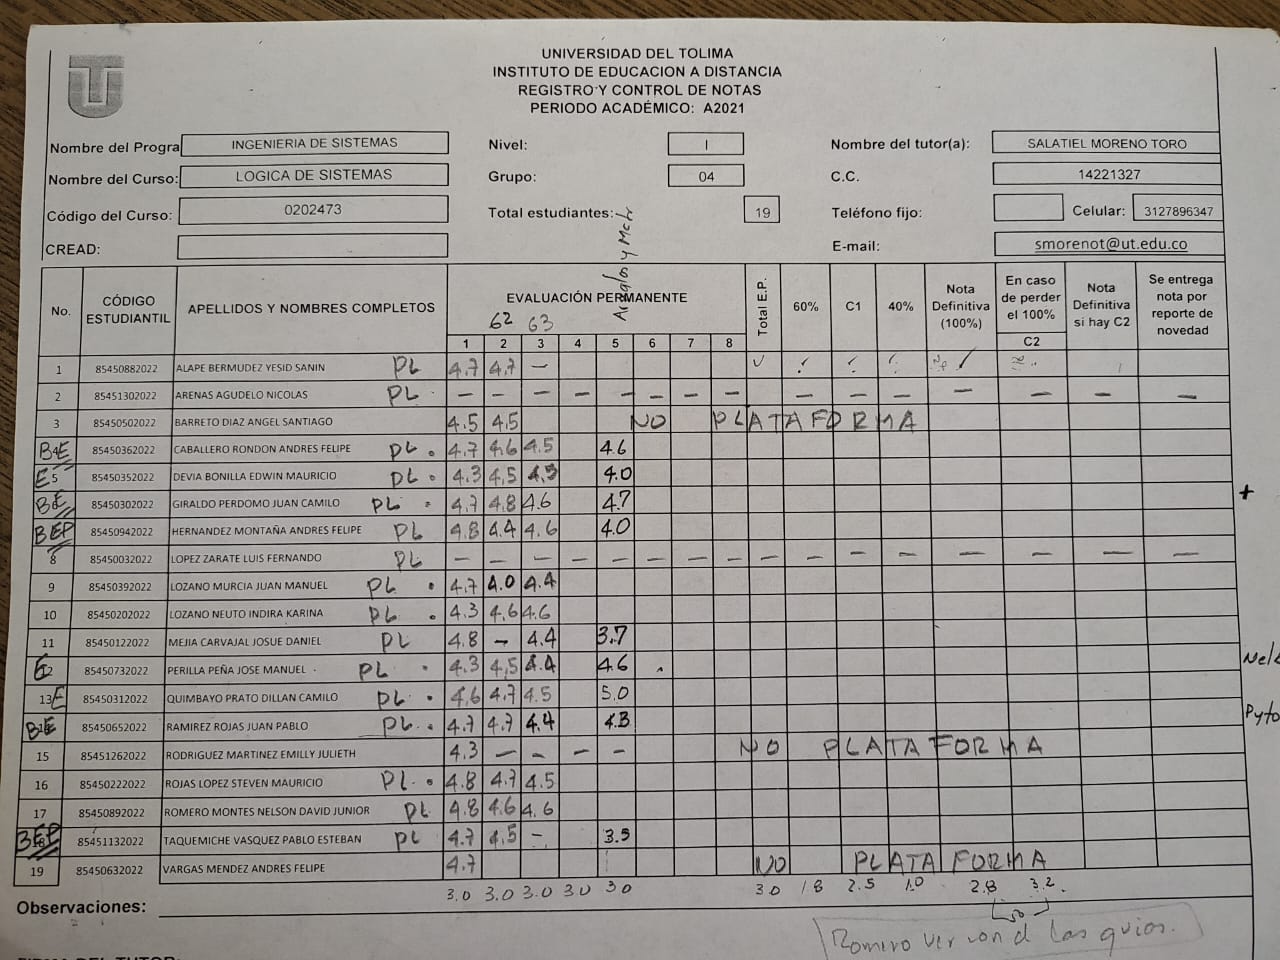 UNIVERSIDAD DEL TOLIMA
INSTITUTO DE EDUCACION A DISTANCIA
REGISTRO Y CONTROL DE NOTAS
PERIODO ACADÉMICO: A2021
Nombre del Progra INGENIERIA DE SISTEMAS Nivel: I Nombre del tutor(a): SALATIEL MORENO TORO
Nombre del Curso: LOGICA DE SISTEMAS Grupo: 04 C.C. 14221327
Código del Curso: 0202473 Total estudiantes: 19 Teléfono fijo: Celular: 3127896347
CREAD: E-mail: smorenot@ut.edu.co
No. CÓDIGO ESTUDIANTIL APELLIDOS Y NOMBRES COMPLETOS EVALUACIÓN PERMANENTE Total E.P. 60% C1 40% Nota Definitiva (100%) En caso de perder el 100% C2 Nota Definitiva si hay C2 Se entrega nota por reporte de novedad
62 63
1 2 3 4 5 6 7 8
1 85450882022 ALAPE BERMUDEZ YESID SANIN PL 4.7 4.7 –
2 85451302022 ARENAS AGUDELO NICOLAS PL – – – – – – – – – – – – – – –
3 85450502022 BARRETO DIAZ ANGEL SANTIAGO 4.5 4.5 NO PLATAFORMA
BE 85450362022 CABALLERO RONDON ANDRES FELIPE PL . 4.7 4.6 4.5 4.6
E5 85450352022 DEVIA BONILLA EDWIN MAURICIO PL . 4.3 4.5 4.5 4.0
BE 85450302022 GIRALDO PERDOMO JUAN CAMILO PL . 4.7 4.8 4.6 4.7 +
BEP 85450942022 HERNANDEZ MONTAÑA ANDRES FELIPE PL 4.8 4.4 4.6 4.0
8 85450032022 LOPEZ ZARATE LUIS FERNANDO PL – – – – – – – – – – – – – – –
9 85450392022 LOZANO MURCIA JUAN MANUEL PL . 4.7 4.0 4.4
10 85450202022 LOZANO NEUTO INDIRA KARINA PL . 4.3 4.6 4.6
11 85450122022 MEJIA CARVAJAL JOSUE DANIEL PL 4.8 – 4.4 3.7
E12 85450732022 PERILLA PEÑA JOSE MANUEL PL . 4.3 4.5 4.4 4.6 .
13E 85450312022 QUIMBAYO PRATO DILLAN CAMILO PL . 4.6 4.7 4.5 5.0
BE 85450652022 RAMIREZ ROJAS JUAN PABLO PL . 4.7 4.7 4.4 4.3 Pyto
15 85451262022 RODRIGUEZ MARTINEZ EMILLY JULIETH 4.3 – – – – NO PLATAFORMA
16 85450222022 ROJAS LOPEZ STEVEN MAURICIO PL . 4.8 4.7 4.5
17 85450892022 ROMERO MONTES NELSON DAVID JUNIOR PL 4.8 4.6 4.6
BEP 85451132022 TAQUEMICHE VASQUEZ PABLO ESTEBAN PL 4.7 4.5 – 3.5
19 85450632022 VARGAS MENDEZ ANDRES FELIPE 4.7 NO PLATAFORMA
3.0 3.0 3.0 3.0 3.0 3.0 1.8 2.5 1.0 2.8 3.2
Observaciones:
50
Romero ver con d las guias.